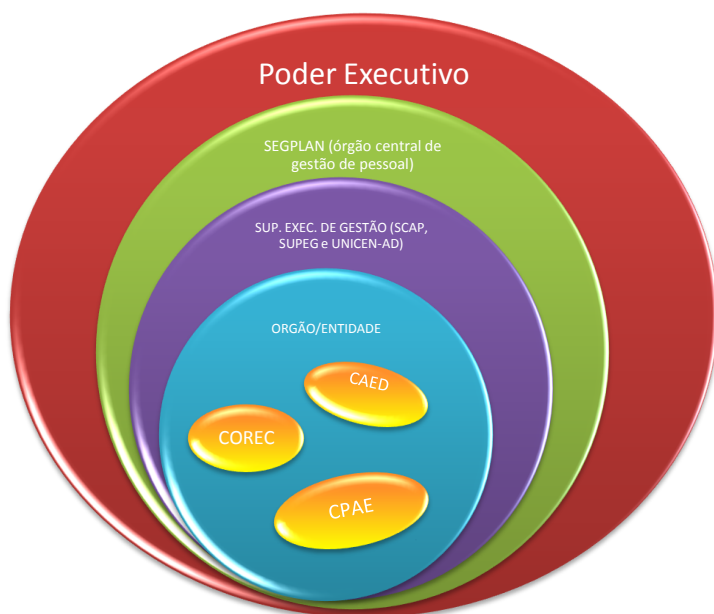 Poder Executivo
SEGPLAN (órgão central de
gestão de pessoal)
SUP. EXEC. DE GESTÃO (SCAP,
SUPEG e UNICEN-AD)
ORGÃO/ENTIDADE
CAED
COREC
CPAE